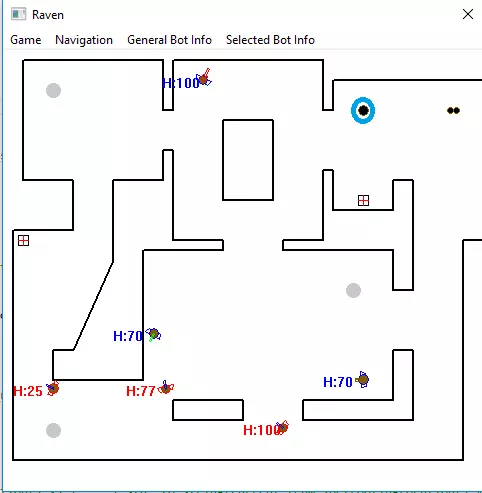 Raven
Game Navigation General Bot Info Selected Bot Info
H:100
H:70
H:70
H:25
H:77
H:100